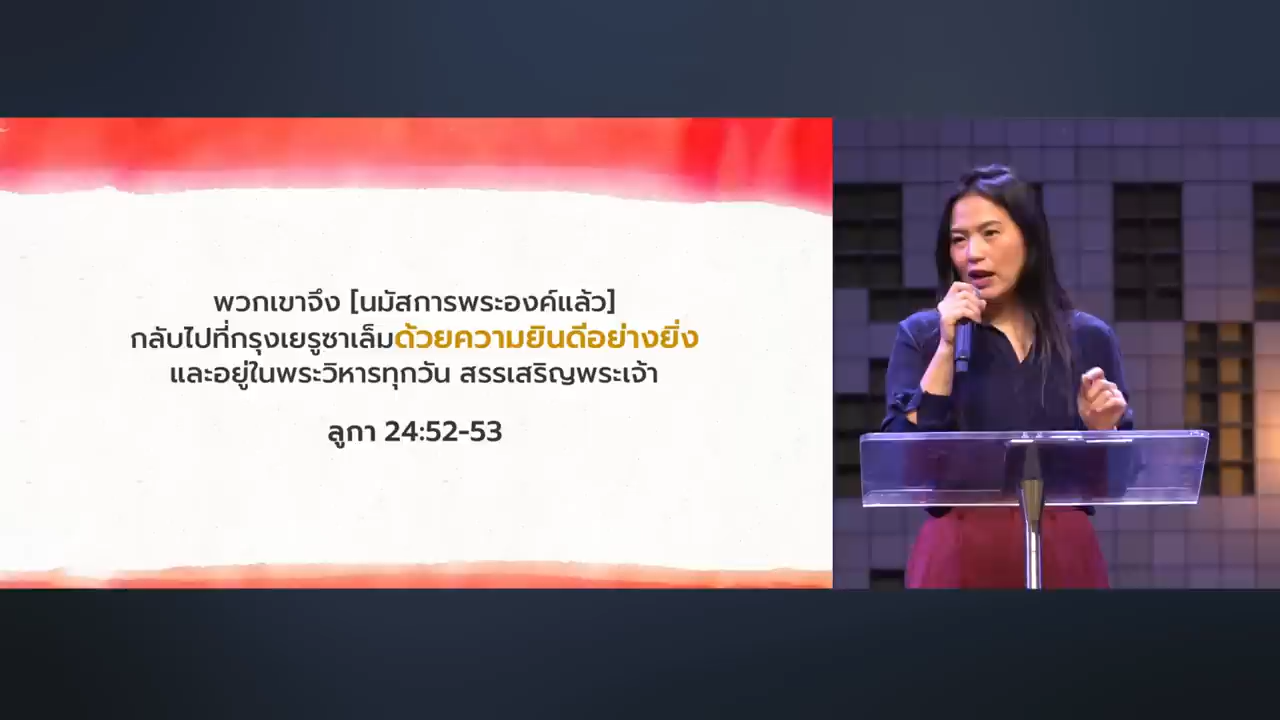 พวกเขาจึง [นมัสการพระองค์แล้ว]
กลับไปที่กรุงเยรูซาเล็มด้วยความยินดีอย่างยิ่ง
และอยู่ในพระวิหารทุกวัน สรรเสริญพระเจ้า
ลูกา 24:52-53